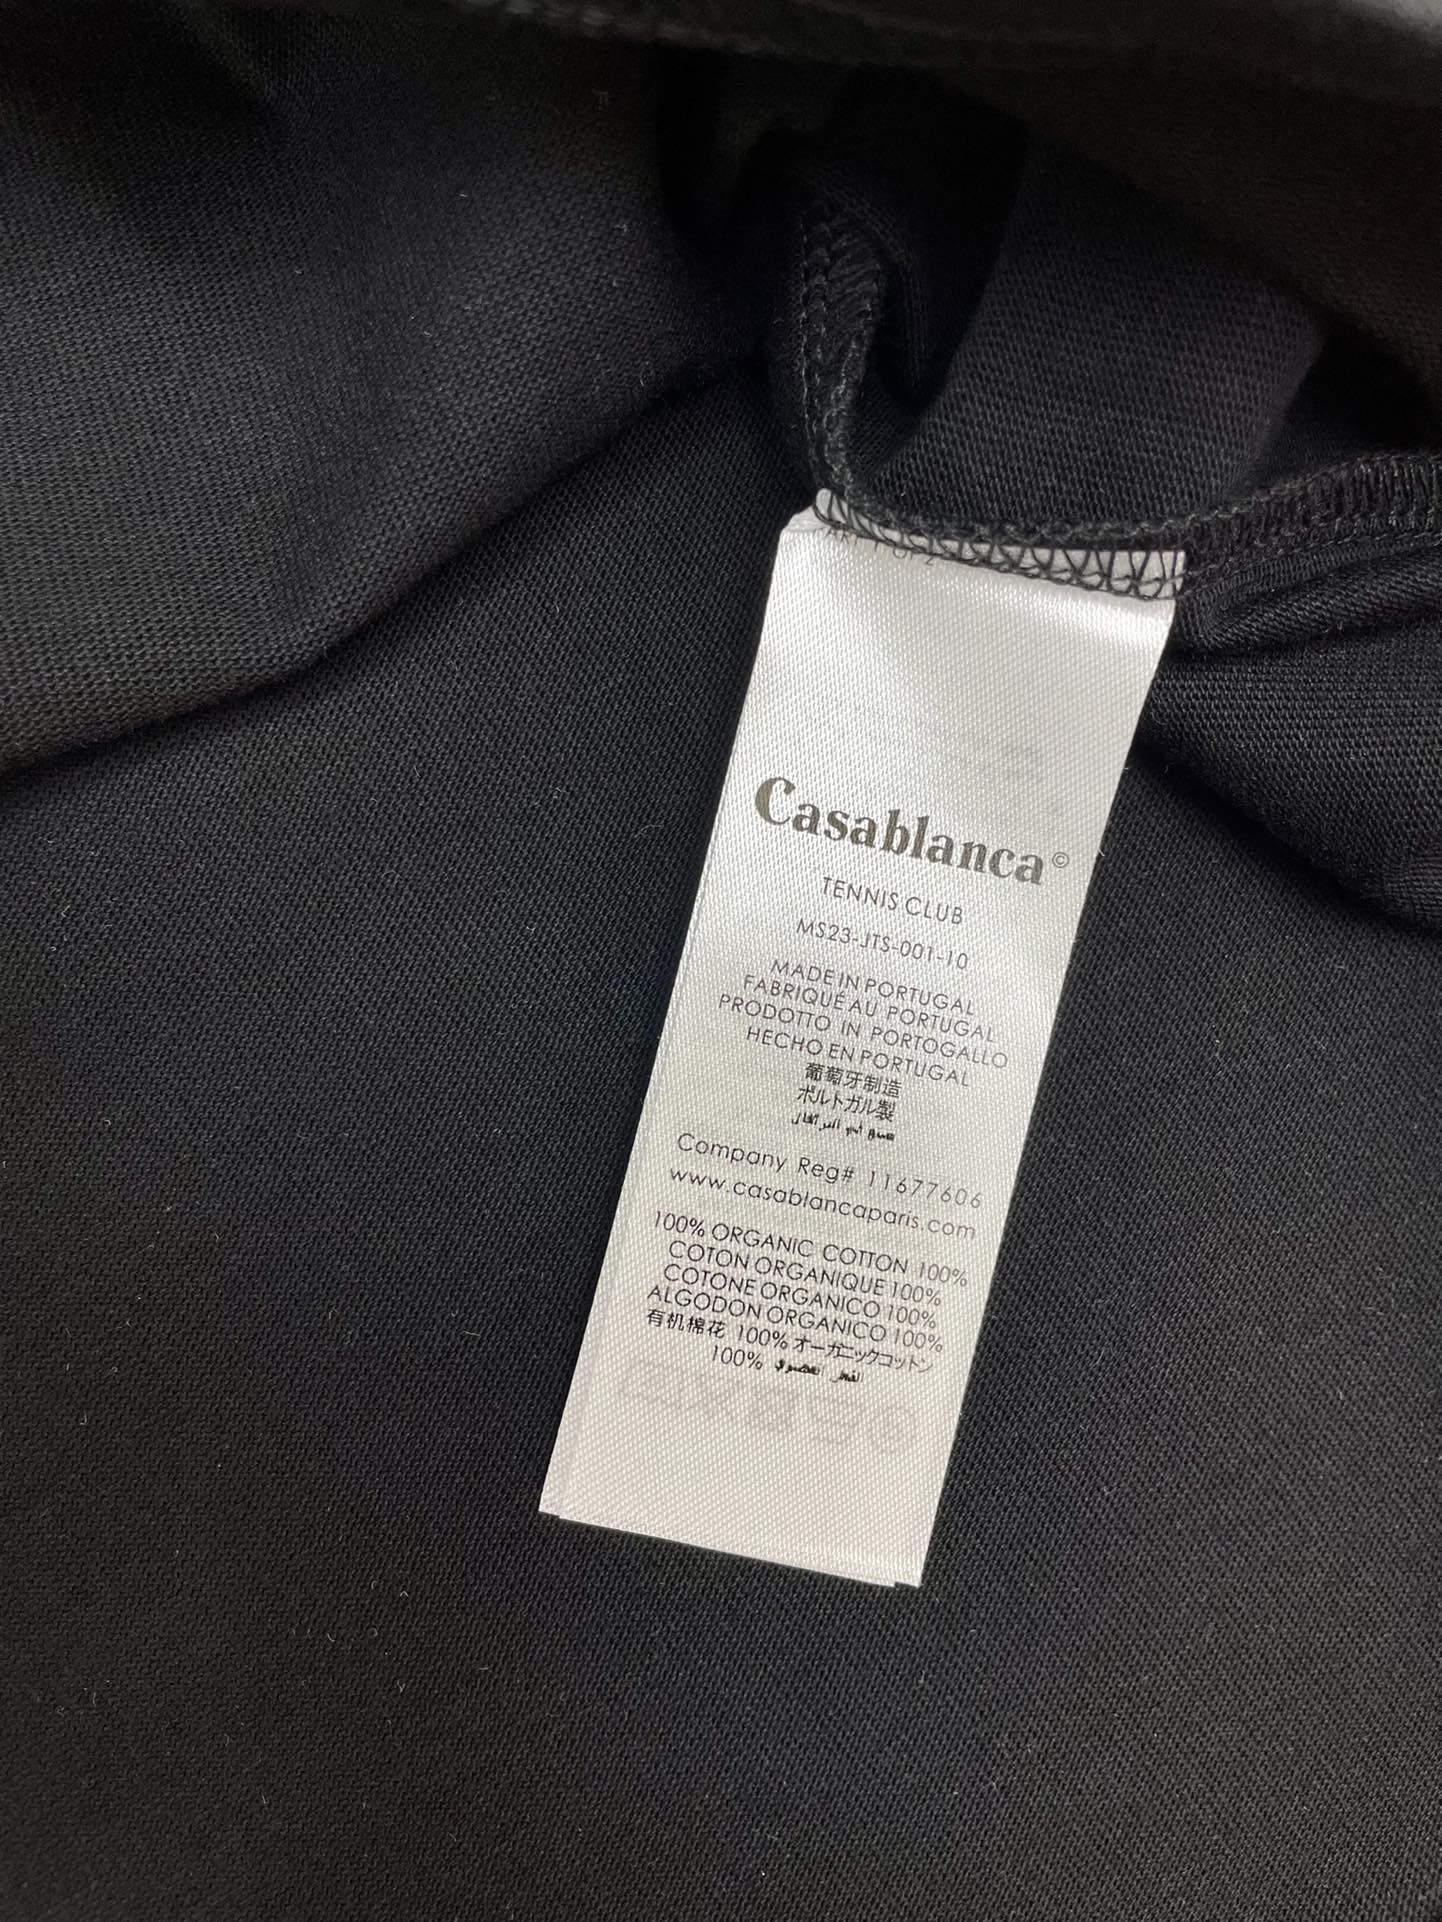 Casablanca©
TENNIS CLUB
MS23-JTS-001-10
MADE IN PORTUGAL
FABRIQUÉ AU PORTUGAL
PRODOTTO IN PORTOGALLO
HECHO EN PORTUGAL
葡萄牙制造
ポルトガル製
Company Reg# 11677606
www.casablancaparis.com
100% ORGANIC COTTON 100%
COTON ORGANIQUE 100%
COTONE ORGANICO 100%
ALGODON ORGANICO 100%
有机棉花 100% オーガニックコットン
100%